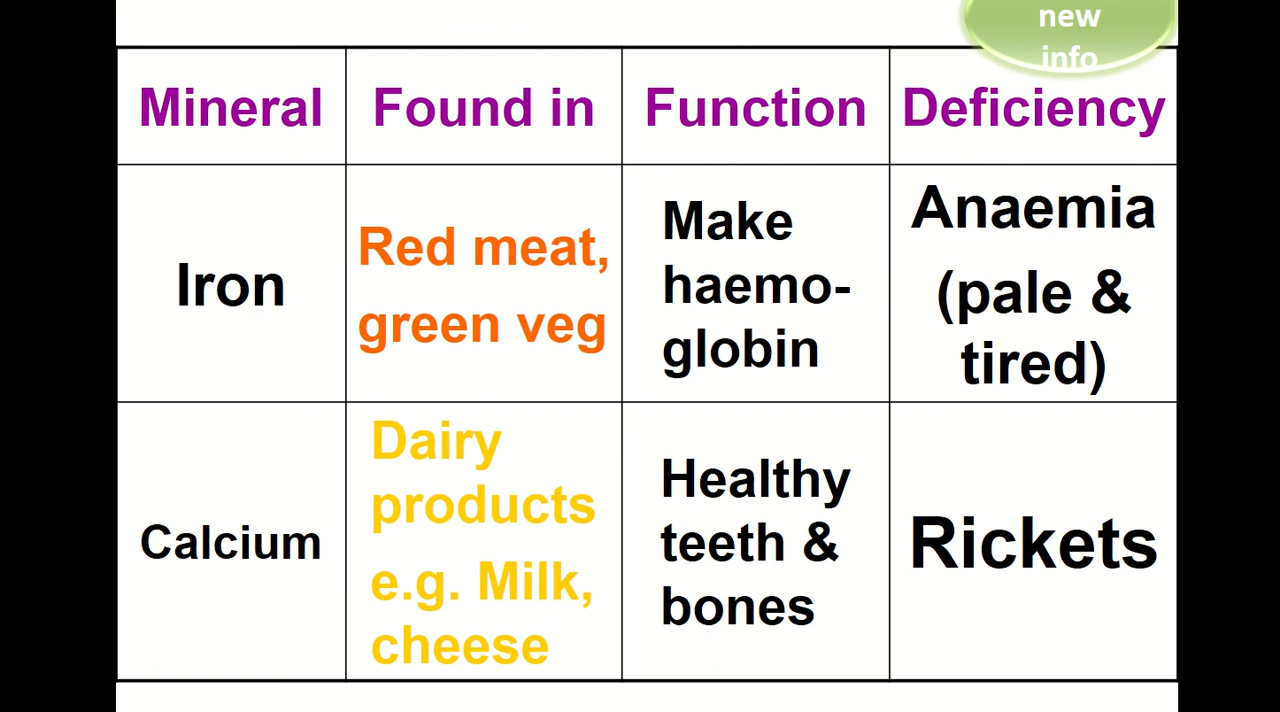 new
info
Mineral
Found in
Function
Deficiency
Iron
Red meat,
green veg
Make
haemo-
globin
Anaemia
(pale &
tired)
Calcium
Dairy
products
e.g. Milk,
cheese
Healthy
teeth &
bones
Rickets